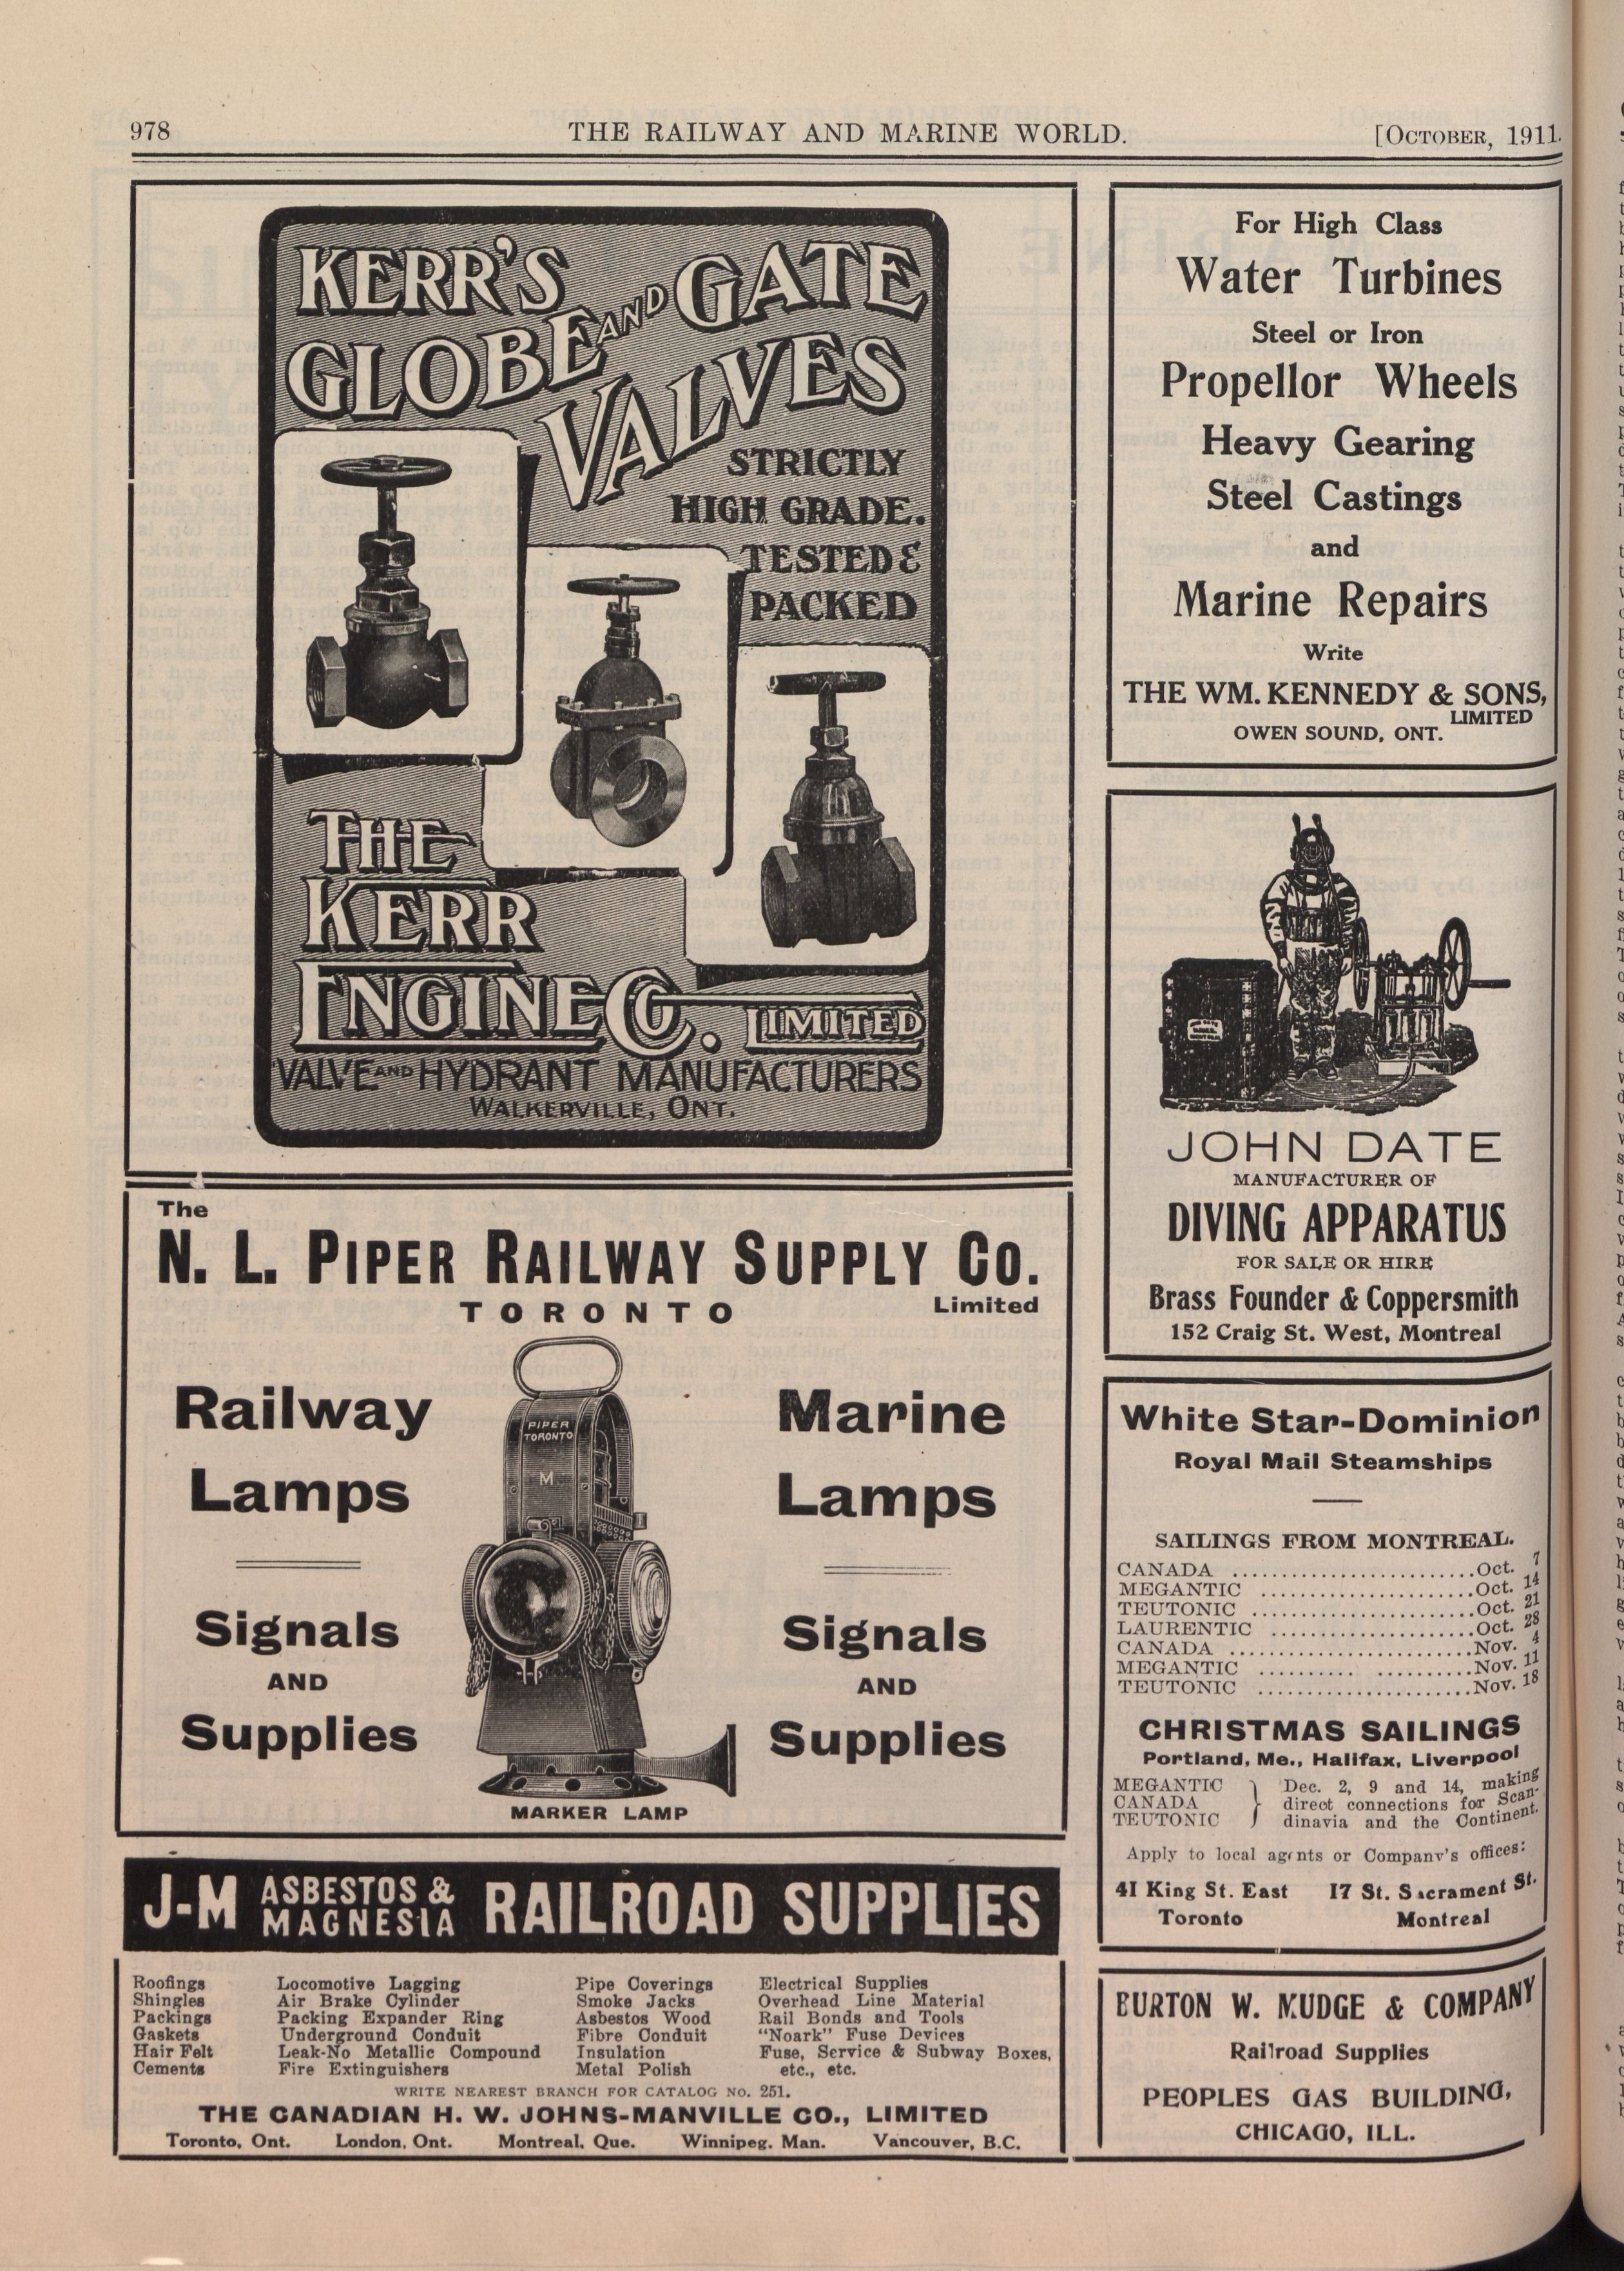 978
THE RAILWAY AND MARINE WORLD.
[OCTOBER, 1911.
KERR'S
GLOBE AND GATE
VALVES
STRICTLY
HIGH GRADE.
TESTED &
PACKED
THE
KERR
ENGINE CO. LIMITED
VALVE AND HYDRANT MANUFACTURERS
WALKERVILLE, ONT.
The
N. L. PIPER RAILWAY SUPPLY CO.
TORONTO
Limited
PIPER
TORONTO
M
Railway
Lamps
Signals
AND
Supplies
Marine
Lamps
Signals
AND
Supplies
MARKER LAMP
J-M ASBESTOS & MAGNESIA RAILROAD SUPPLIES
Roofings
Shingles
Packings
Gaskets
Hair Felt
Cements
Locomotive Lagging
Air Brake Cylinder
Packing Expander Ring
Underground Conduit
Leak-No Metallic Compound
Fire Extinguishers
Pipe Coverings
Smoke Jacks
Asbestos Wood
Fibre Conduit
Insulation
Metal Polish
Electrical Supplies
Overhead Line Material
Rail Bonds and Tools
"Noark" Fuse Devices
Fuse, Service & Subway Boxes,
etc., etc.
WRITE NEAREST BRANCH FOR CATALOG NO. 251.
THE CANADIAN H. W. JOHNS-MANVILLE CO., LIMITED
Toronto, Ont. London, Ont. Montreal, Que. Winnipeg, Man. Vancouver, B.C.
For High Class
Water Turbines
Steel or Iron
Propellor Wheels
Heavy Gearing
Steel Castings
and
Marine Repairs
Write
THE WM. KENNEDY & SONS,
LIMITED
OWEN SOUND, ONT.
JOHN DATE
MANUFACTURER OF
DIVING APPARATUS
FOR SALE OR HIRE
Brass Founder & Coppersmith
152 Craig St. West, Montreal
White Star-Dominion
Royal Mail Steamships
SAILINGS FROM MONTREAL.
CANADA ........................Oct. 7
MEGANTIC .....................Oct. 14
TEUTONIC ......................Oct. 21
LAURENTIC ....................Oct. 28
CANADA ........................Nov. 4
MEGANTIC .......... ..........Nov. 11
TEUTONIC .....................Nov. 18
CHRISTMAS SAILINGS
Portland, Me., Halifax, Liverpool
MEGANTIC
CANADA
TEUTONIC
} Dec. 2, 9 and 14, making
direct connections for Scan-
dinavia and the Continent.
Apply to local agents or Company's offices:
41 King St. East
Toronto
17 St. Sacrament St.
Montreal
BURTON W. MUDGE & COMPANY
Railroad Supplies
PEOPLES GAS BUILDING,
CHICAGO, ILL.